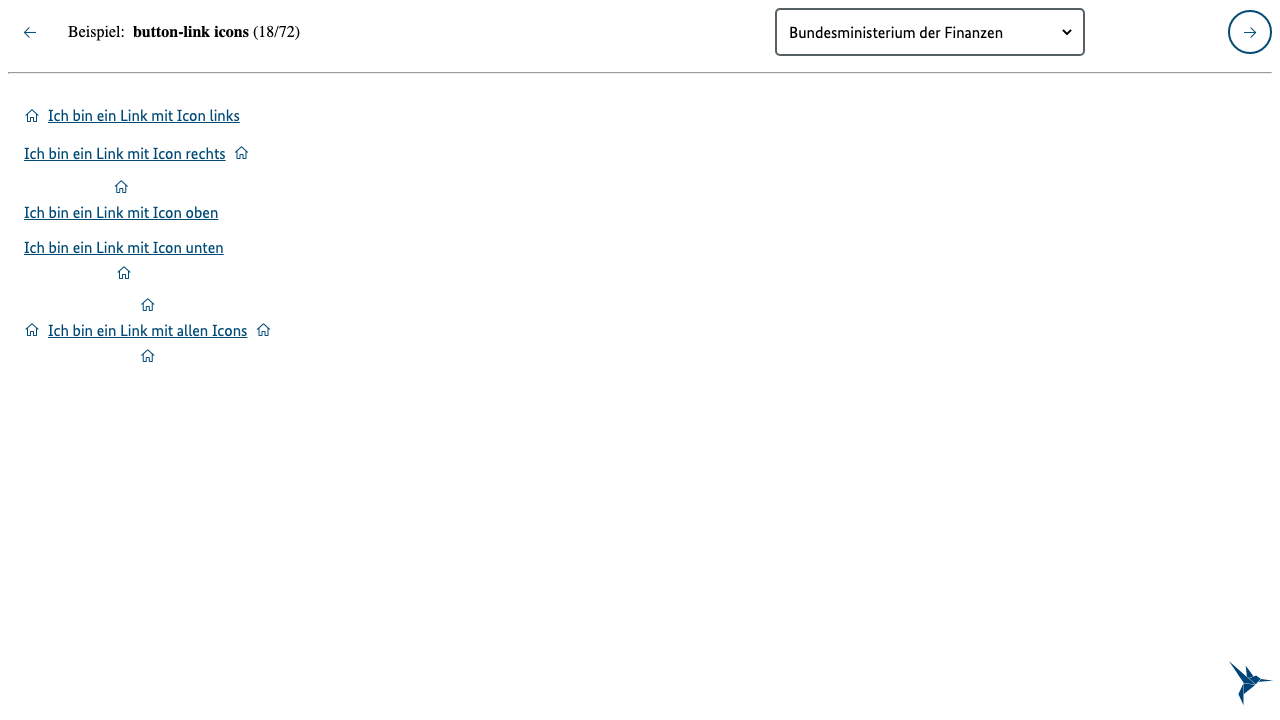 Beispiel: button-link icons (18/72)
Bundesministerium der Finanzen
Ich bin ein Link mit Icon links
Ich bin ein Link mit Icon rechts
Ich bin ein Link mit Icon oben
Ich bin ein Link mit Icon unten
Ich bin ein Link mit allen Icons